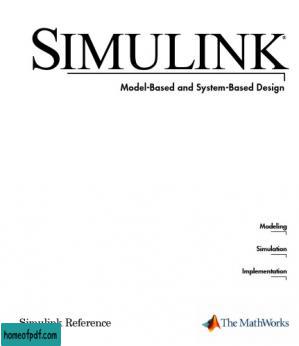 SIMULINK®
Model-Based and System-Based Design
Modeling
Simulation
Implementation
Simulink Reference
The MathWorks
homeofpdf.com